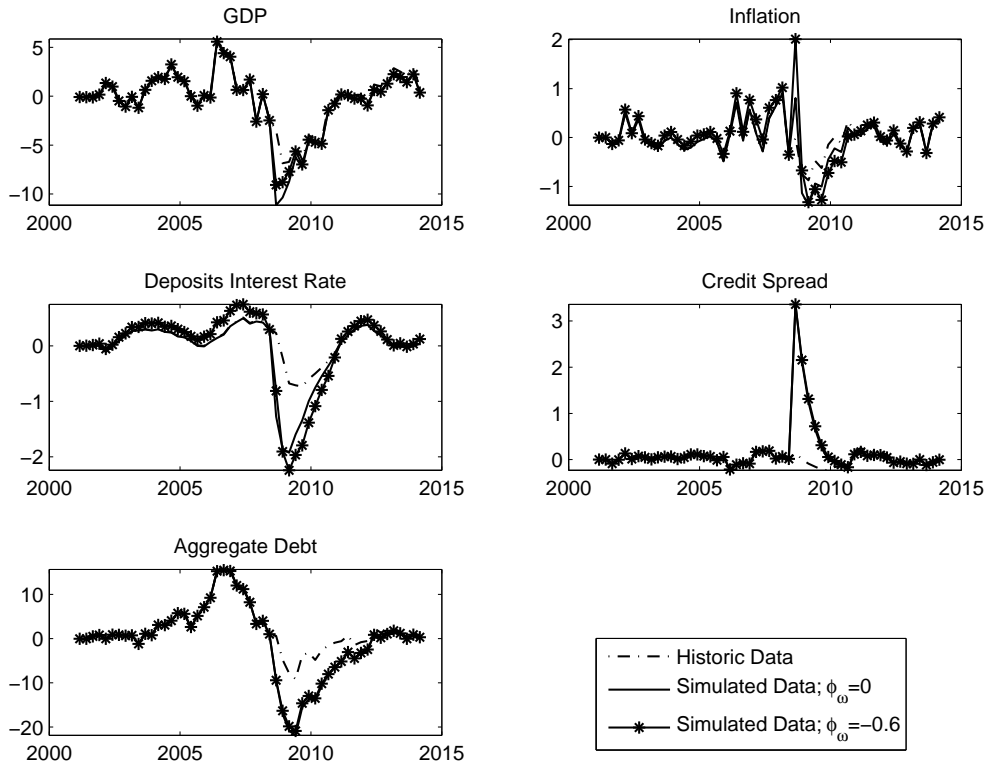 GDP
5
0
−5
−10
2000 2005 2010 2015
Inflation
2
1
0
−1
2000 2005 2010 2015
Deposits Interest Rate
0
−1
−2
2000 2005 2010 2015
Credit Spread
3
2
1
0
2000 2005 2010 2015
Aggregate Debt
10
0
−10
−20
2000 2005 2010 2015
Historic Data
Simulated Data; ϕω=0
Simulated Data; ϕω=−0.6